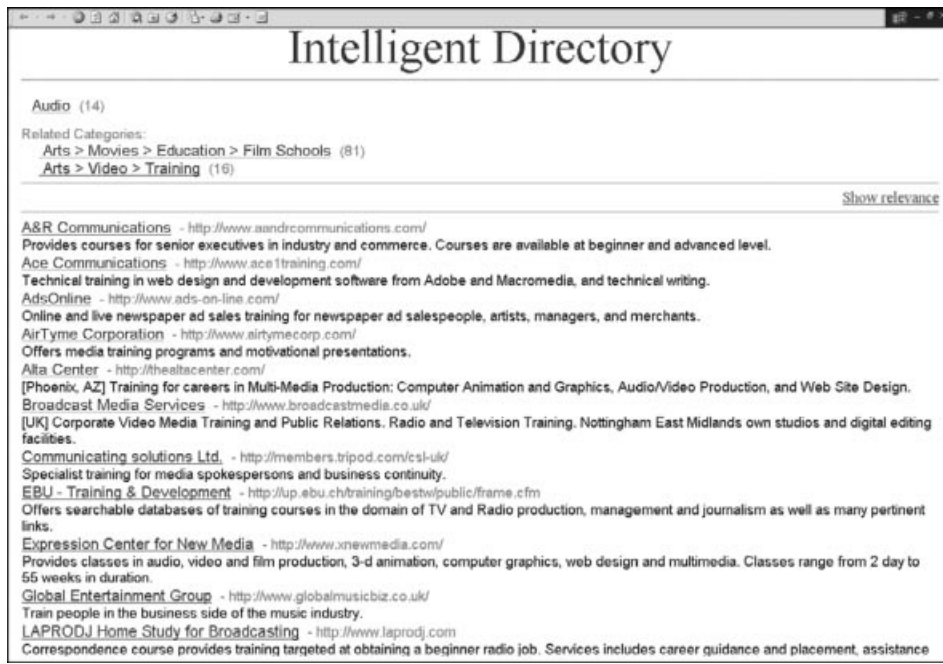 Intelligent Directory
Audio (14)
Related Categories:
Arts > Movies > Education > Film Schools (81)
Arts > Video > Training (16)
Show relevance
A&R Communications - http://www.aandrcommunications.com/
Provides courses for senior executives in industry and commerce. Courses are available at beginner and advanced level.
Ace Communications - http://www.ace1training.com/
Technical training in web design and development software from Adobe and Macromedia, and technical writing.
AdsOnline - http://www.ads-on-line.com/
Online and live newspaper ad sales training for newspaper ad salespeople, artists, managers, and merchants.
AirTyme Corporation - http://www.airtymecorp.com/
Offers media training programs and motivational presentations.
Alta Center - http://thealtacenter.com/
[Phoenix, AZ] Training for careers in Multi-Media Production: Computer Animation and Graphics, Audio/Video Production, and Web Site Design.
Broadcast Media Services - http://www.broadcastmedia.co.uk/
[UK] Corporate Video Media Training and Public Relations. Radio and Television Training. Nottingham East Midlands own studios and digital editing
facilities.
Communicating solutions Ltd. - http://members.tripod.com/csl-uk/
Specialist training for media spokespersons and business continuity.
EBU - Training & Development - http://up.ebu.ch/training/bestw/public/frame.cfm
Offers searchable databases of training courses in the domain of TV and Radio production, management and journalism as well as many pertinent
links.
Expression Center for New Media - http://www.xnewmedia.com/
Provides classes in audio, video and film production, 3-d animation, computer graphics, web design and multimedia. Classes range from 2 day to
55 weeks in duration.
Global Entertainment Group - http://www.globalmusicbiz.co.uk/
Train people in the business side of the music industry.
LAPRODJ Home Study for Broadcasting - http://www.laprodj.com
Correspondence course provides training targeted at obtaining a beginner radio job. Services includes career guidance and placement, assistance